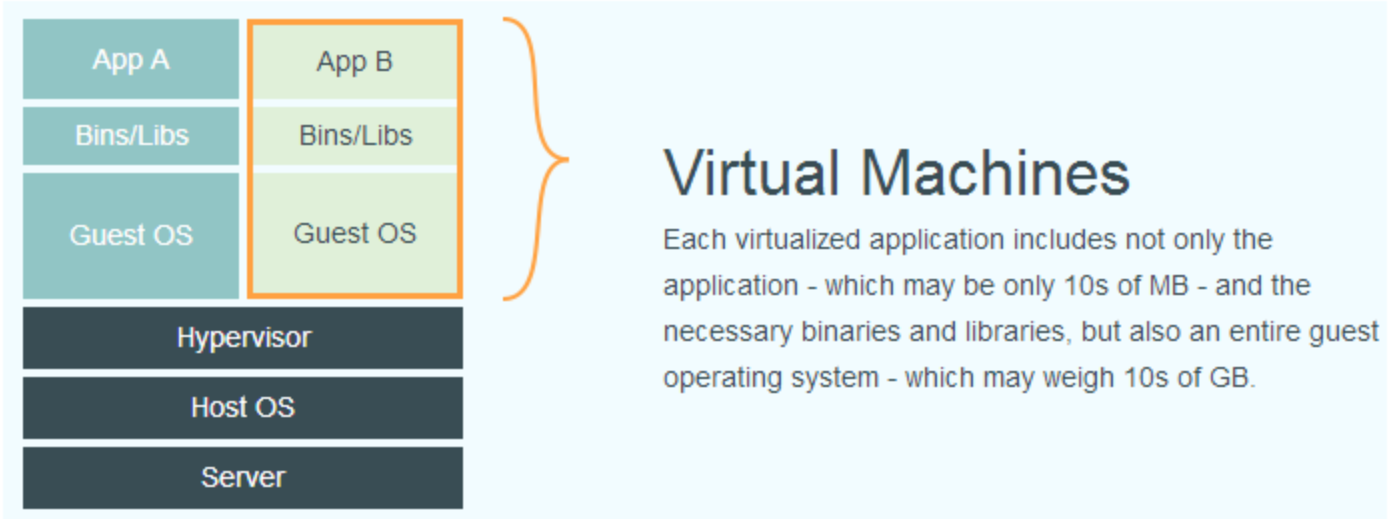 App A
App B
Bins/Libs
Bins/Libs
Guest OS
Guest OS
Hypervisor
Host OS
Server
Virtual Machines
Each virtualized application includes not only the
application - which may be only 10s of MB - and the
necessary binaries and libraries, but also an entire guest
operating system - which may weigh 10s of GB.